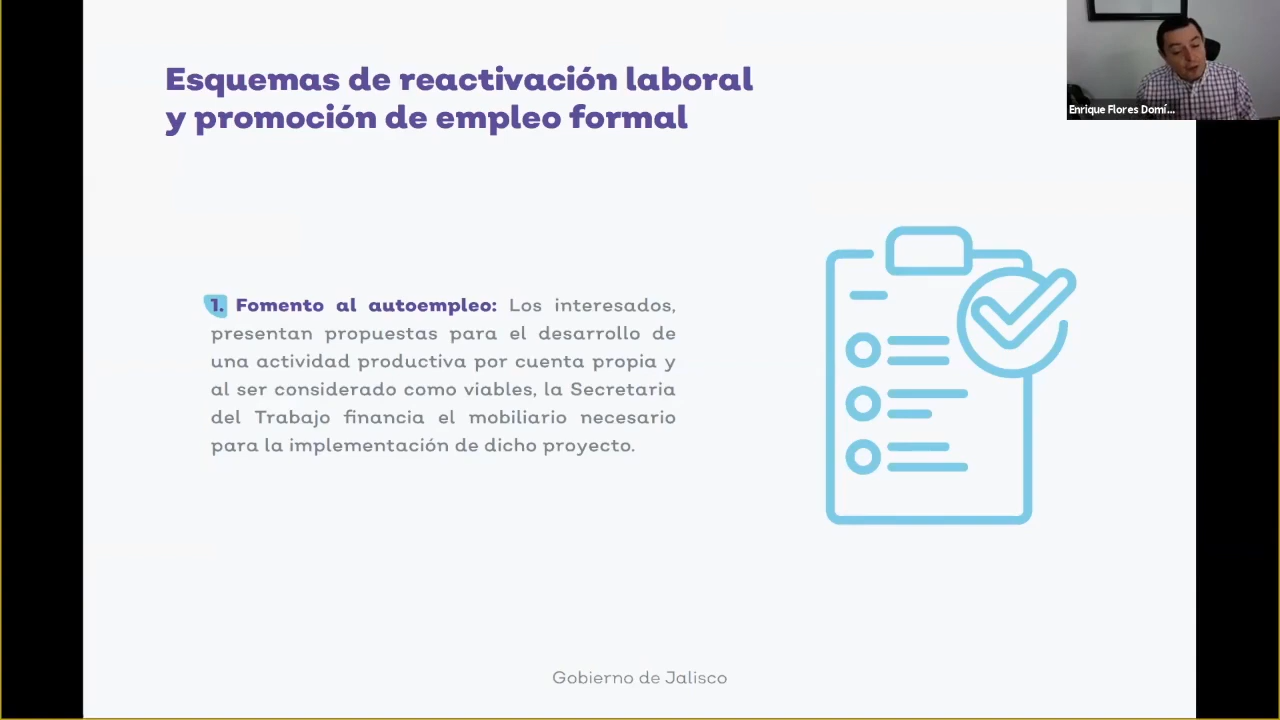 Esquemas de reactivación laboral
y promoción de empleo formal
Enrique Flores Domí...
1. Fomento al autoempleo: Los interesados,
presentan propuestas para el desarrollo de
una actividad productiva por cuenta propia y
al ser considerado como viables, la Secretaria
del Trabajo financia el mobiliario necesario
para la implementación de dicho proyecto.
Gobierno de Jalisco